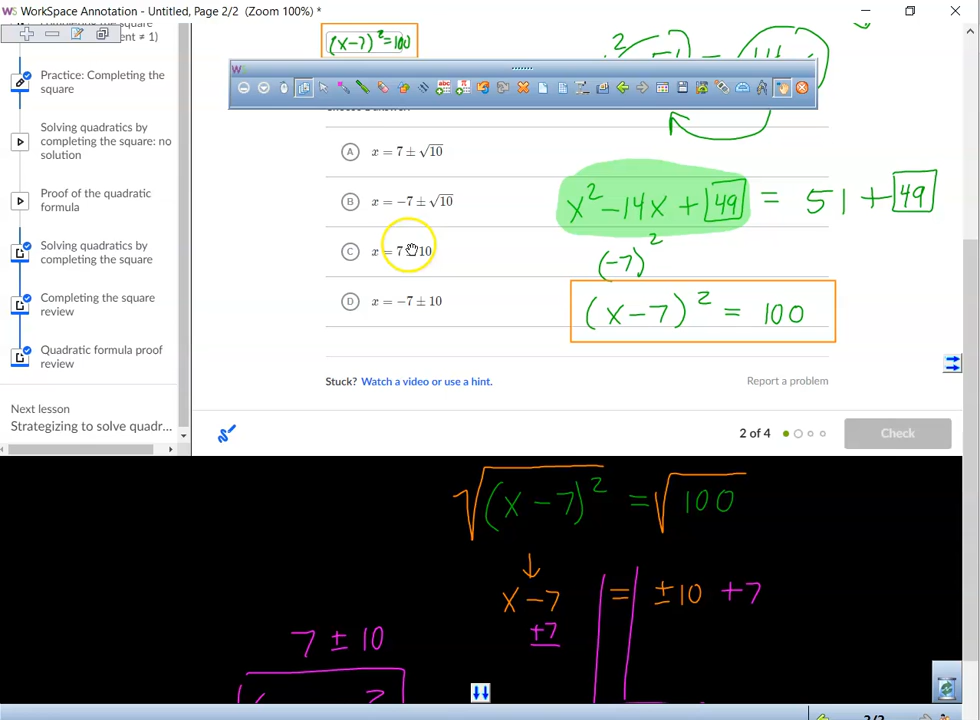 WorkSpace Annotation - Untitled, Page 2/2 (Zoom 100%) *
square
ent ≠ 1)
Practice: Completing the
square
Solving quadratics by
completing the square: no
solution
Proof of the quadratic
formula
Solving quadratics by
completing the square
Completing the square
review
Quadratic formula proof
review
Next lesson
Strategizing to solve quadr...
(x-7)²=100
A x = 7 ± √10
B x = −7 ± √10
C x = 7 10
D x = −7 ± 10
Stuck? Watch a video or use a hint.
Report a problem
2 of 4
Check
x² - 14x + 49 = 51 + 49
(-7)²
(x-7)² = 100
√(x-7)² = √100
x - 7 = ±10 + 7
+7
7 ± 10